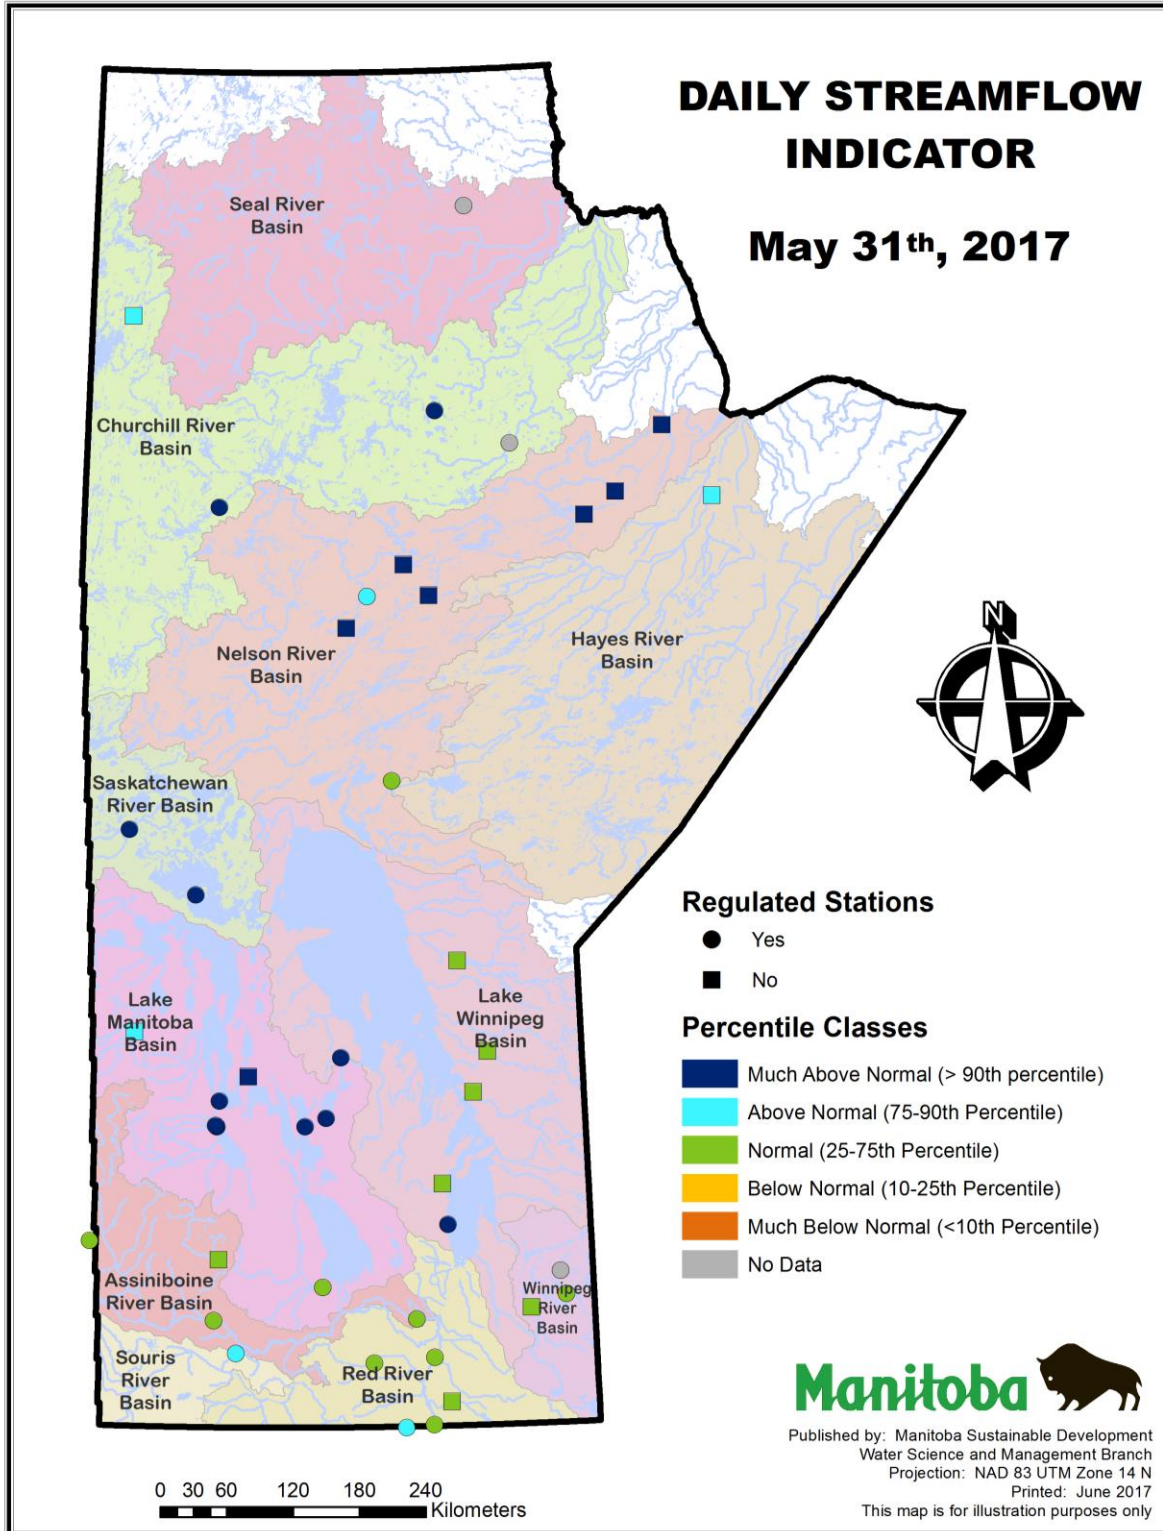 DAILY STREAMFLOW
INDICATOR
May 31th, 2017
Seal River
Basin
Churchill River
Basin
Nelson River
Basin
Hayes River
Basin
N
Saskatchewan
River Basin
Lake
Manitoba
Basin
Lake
Winnipeg
Basin
Assiniboine
River Basin
Winnipeg
River
Basin
Souris
River
Basin
Red River
Basin
Regulated Stations
Yes
No
Percentile Classes
Much Above Normal (> 90th percentile)
Above Normal (75-90th Percentile)
Normal (25-75th Percentile)
Below Normal (10-25th Percentile)
Much Below Normal (<10th Percentile)
No Data
Manitoba
Published by: Manitoba Sustainable Development
Water Science and Management Branch
Projection: NAD 83 UTM Zone 14 N
Printed: June 2017
This map is for illustration purposes only
0 30 60 120 180 240
Kilometers